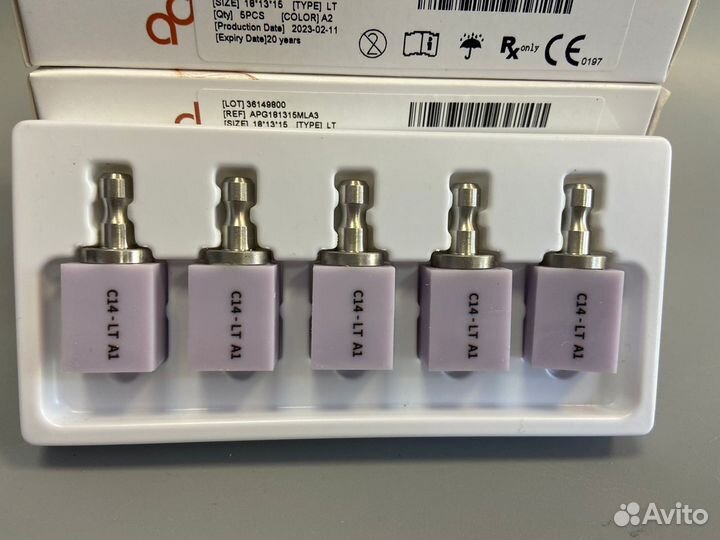 [SIZE] 18*13*15 [TYPE] LT
[Qty] 5PCS [COLOR] A2
[Production Date] 2023-02-11
[Expiry Date]20 years
2
i
Rx only
CE 0197
[LOT] 36149800
[REF] APG181315MLA3
[SIZE] 18*13*15 [TYPE] LT
C14-LT A1
C14-LT A1
C14-LT A1
C14-LT A1
C14-LT A1
Avito